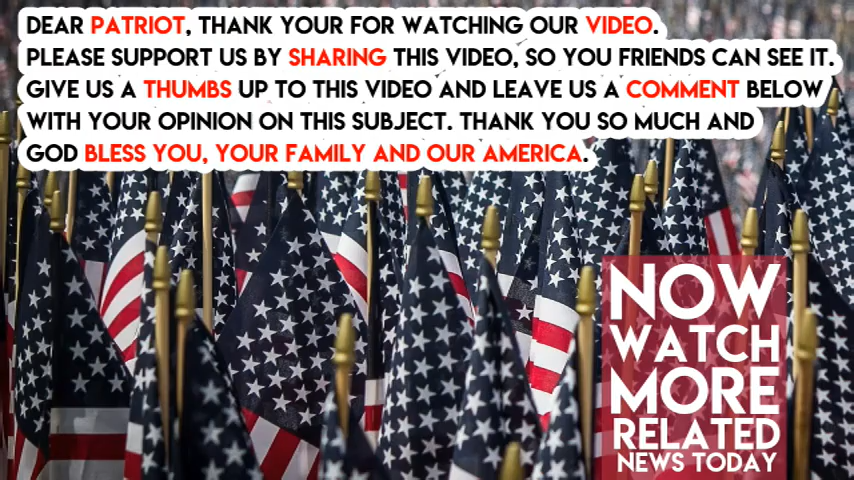 DEAR PATRIOT, THANK YOUR FOR WATCHING OUR VIDEO.
PLEASE SUPPORT US BY SHARING THIS VIDEO, SO YOU FRIENDS CAN SEE IT.
GIVE US A THUMBS UP TO THIS VIDEO AND LEAVE US A COMMENT BELOW
WITH YOUR OPINION ON THIS SUBJECT. THANK YOU SO MUCH AND
GOD BLESS YOU, YOUR FAMILY AND OUR AMERICA.
NOW
WATCH
MORE
RELATED
NEWS TODAY